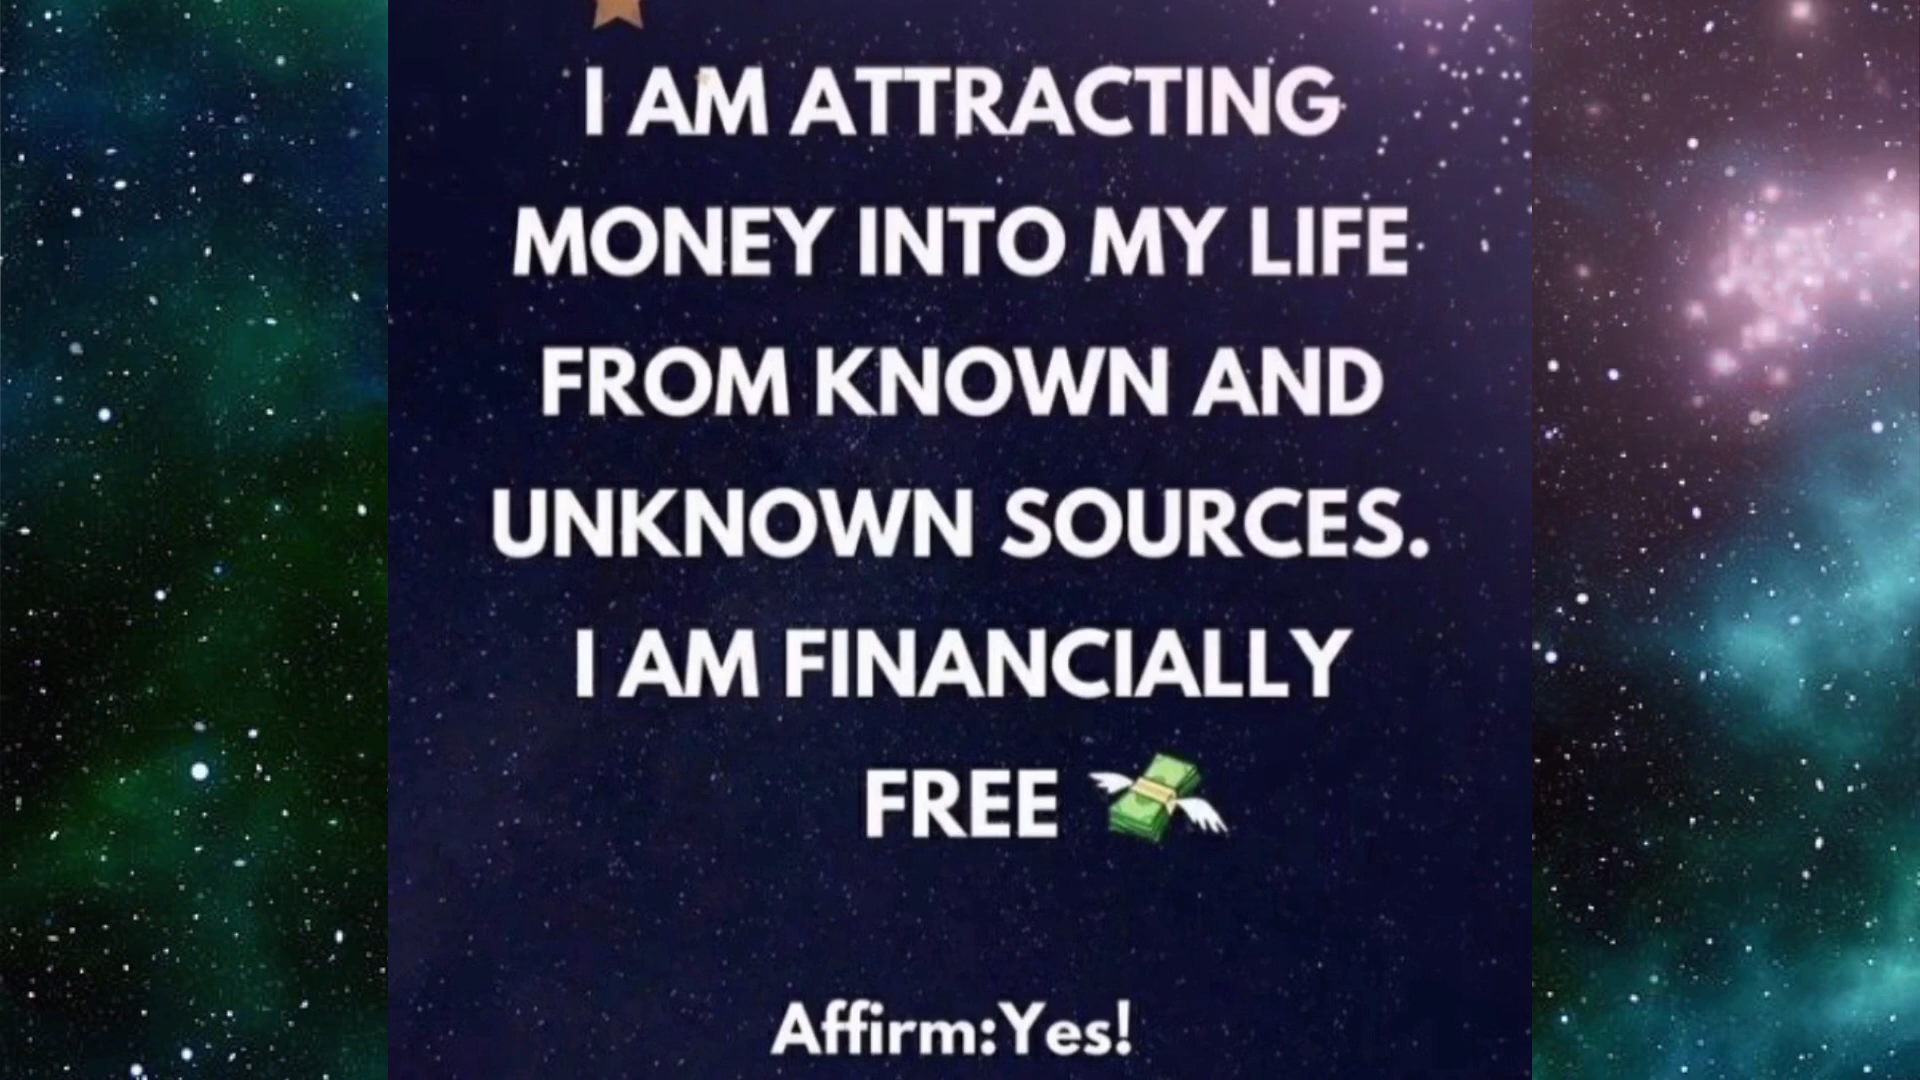 I AM ATTRACTING
MONEY INTO MY LIFE
FROM KNOWN AND
UNKNOWN SOURCES.
I AM FINANCIALLY
FREE 💸
Affirm:Yes!